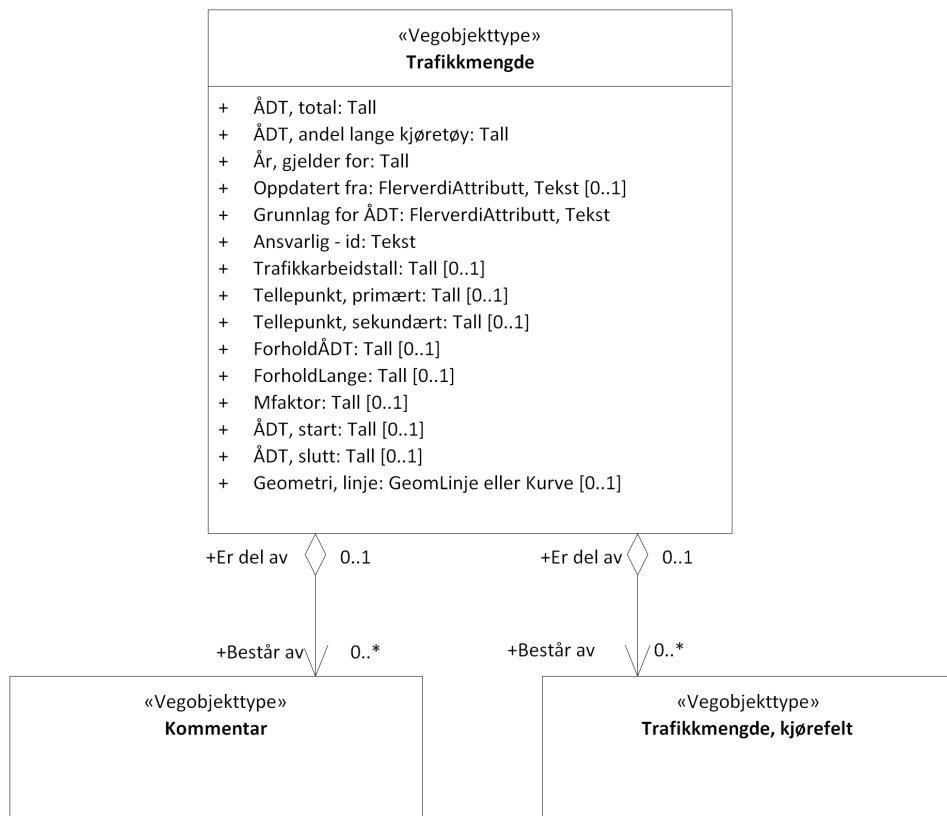 «Vegobjekttype»
Trafikkmengde
+ ÅDT, total: Tall
+ ÅDT, andel lange kjøretøy: Tall
+ År, gjelder for: Tall
+ Oppdatert fra: FlerverdiAttributt, Tekst [0..1]
+ Grunnlag for ÅDT: FlerverdiAttributt, Tekst
+ Ansvarlig - id: Tekst
+ Trafikkarbeidstall: Tall [0..1]
+ Tellepunkt, primært: Tall [0..1]
+ Tellepunkt, sekundært: Tall [0..1]
+ ForholdÅDT: Tall [0..1]
+ ForholdLange: Tall [0..1]
+ Mfaktor: Tall [0..1]
+ ÅDT, start: Tall [0..1]
+ ÅDT, slutt: Tall [0..1]
+ Geometri, linje: GeomLinje eller Kurve [0..1]
+Er del av 0..1
+Er del av 0..1
+Består av 0..*
+Består av 0..*
«Vegobjekttype»
Kommentar
«Vegobjekttype»
Trafikkmengde, kjørefelt